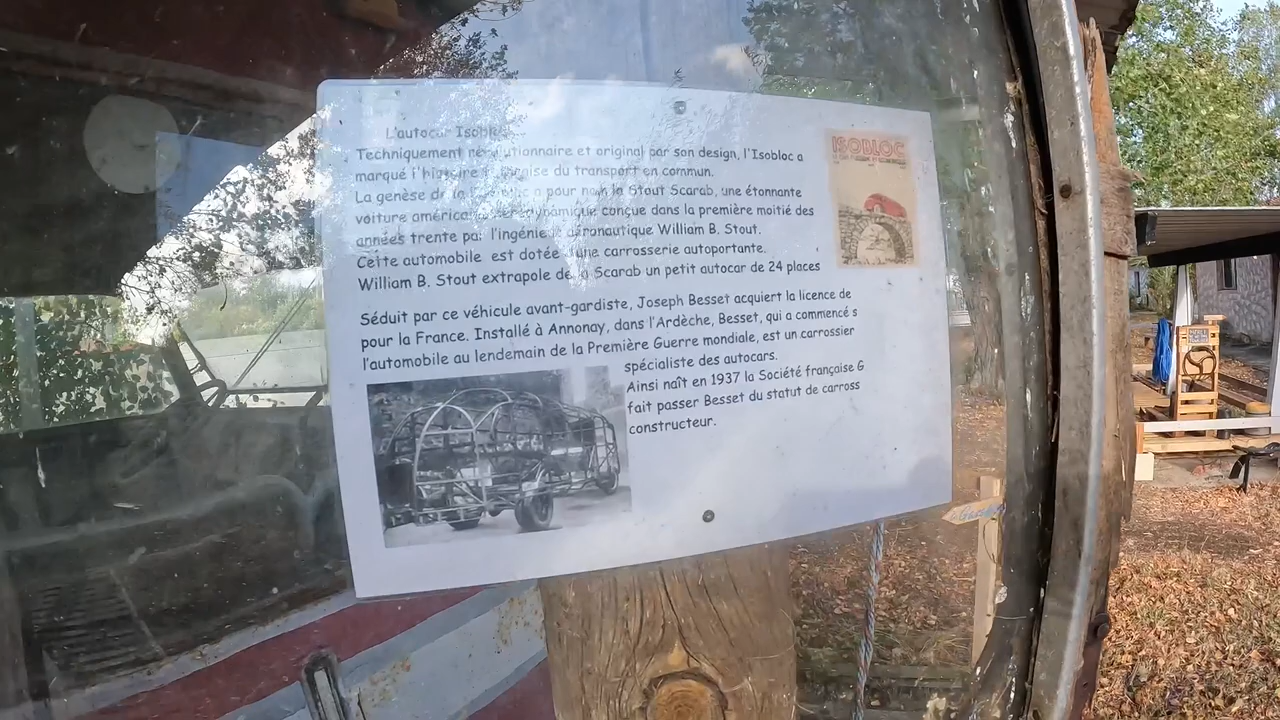 L'autocar Isobloc
Techniquement révolutionnaire et original par son design, l'Isobloc a
marqué l'histoire française du transport en commun.
La genèse de la pour nom la Stout Scarab, une étonnante
voiture américaine aérodynamique conçue dans la première moitié des
années trente par l'ingénieur aéronautique William B. Stout.
Cette automobile est dotée d'une carrosserie autoportante.
William B. Stout extrapole de la Scarab un petit autocar de 24 places
Séduit par ce véhicule avant-gardiste, Joseph Besset acquiert la licence de
pour la France. Installé à Annonay, dans l'Ardèche, Besset, qui a commencé s
l'automobile au lendemain de la Première Guerre mondiale, est un carrossier
spécialiste des autocars.
Ainsi naît en 1937 la Société française G
fait passer Besset du statut de caross
constructeur.
ISOBLOC